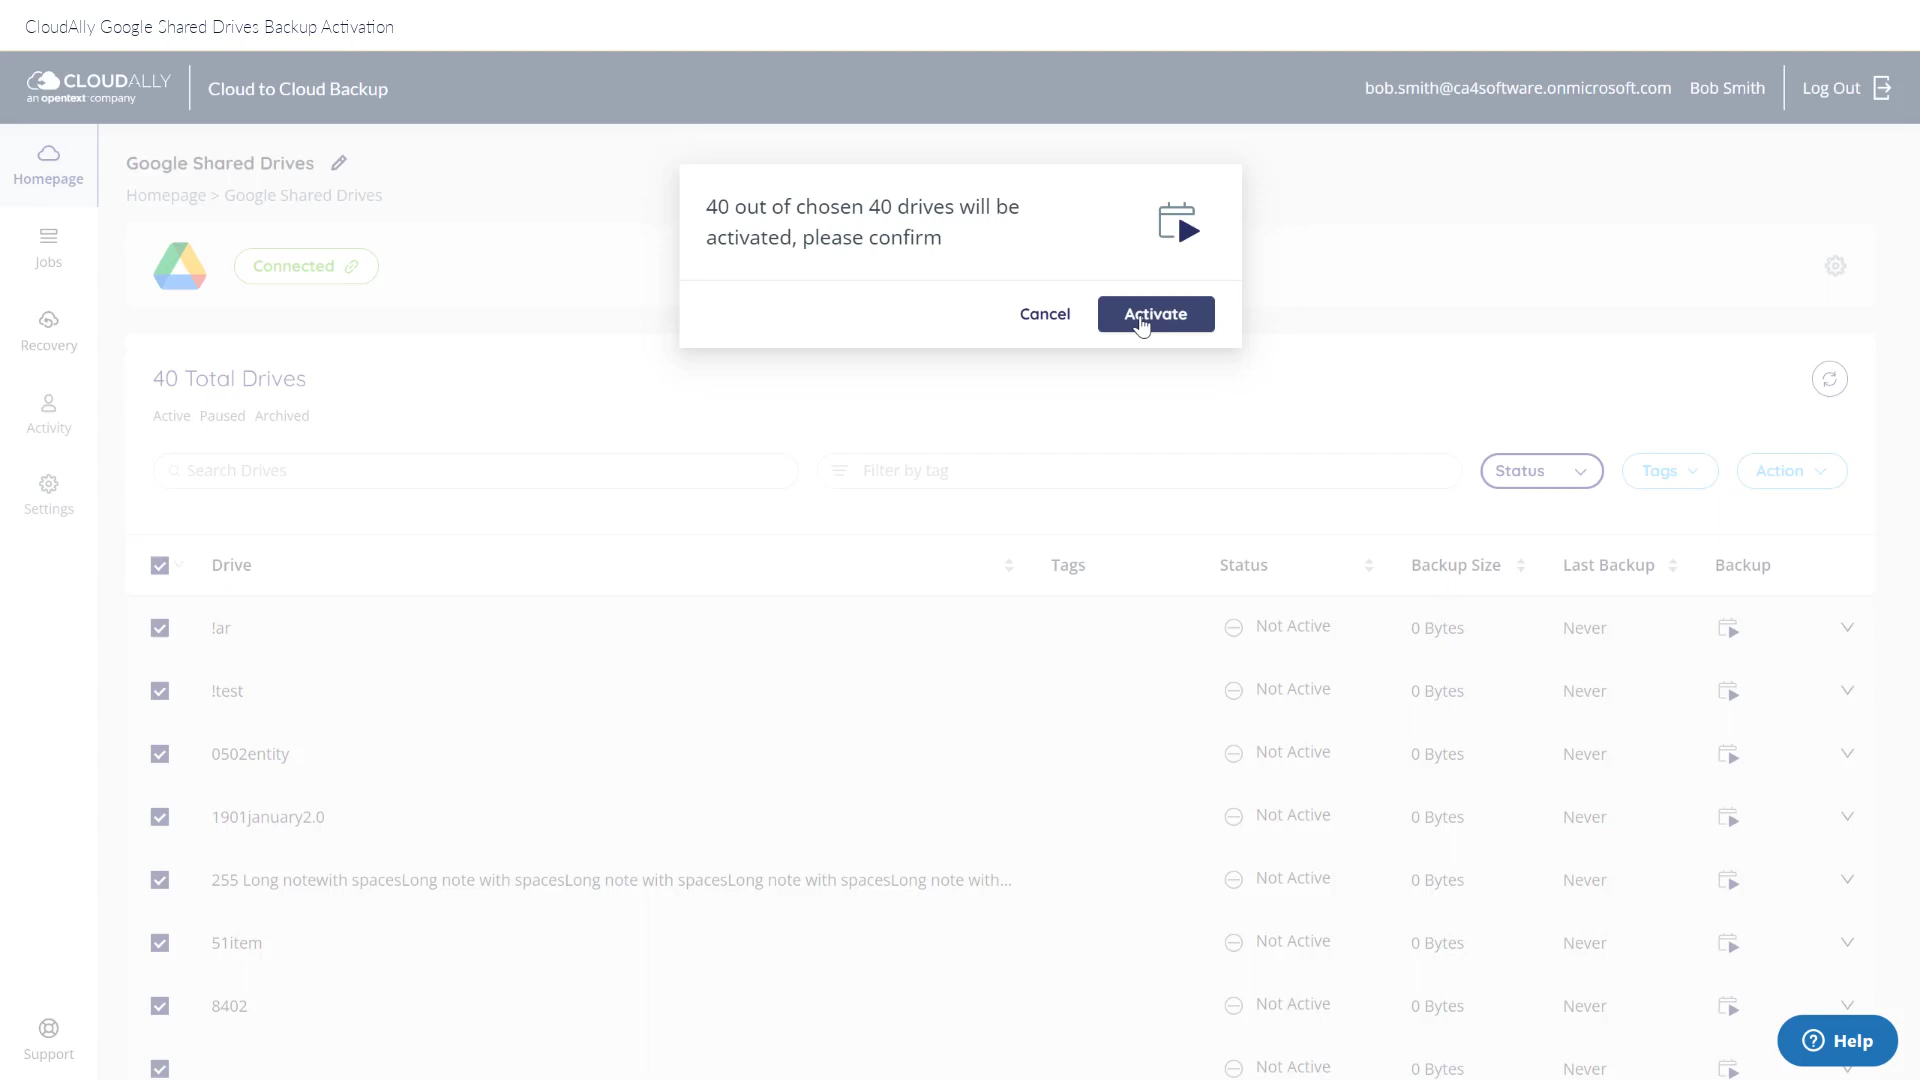 CloudAlly Google Shared Drives Backup Activation
CLOUDALLY
an opentext company
Cloud to Cloud Backup
bob.smith@ca4software.onmicrosoft.com Bob Smith Log Out
Homepage
Jobs
Recovery
Activity
Settings
Support
Google Shared Drives
Homepage > Google Shared Drives
Connected
40 out of chosen 40 drives will be
activated, please confirm
Cancel Activate
40 Total Drives
Active Paused Archived
Search Drives Filter by tag Status Tags Action
Drive Tags Status Backup Size Last Backup Backup
!ar Not Active 0 Bytes Never
!test Not Active 0 Bytes Never
0502entity Not Active 0 Bytes Never
1901january2.0 Not Active 0 Bytes Never
255 Long notewith spacesLong note with spacesLong note with spacesLong note with spacesLong note with... Not Active 0 Bytes Never
51item Not Active 0 Bytes Never
8402 Not Active 0 Bytes Never
Not Active 0 Bytes Never
Help